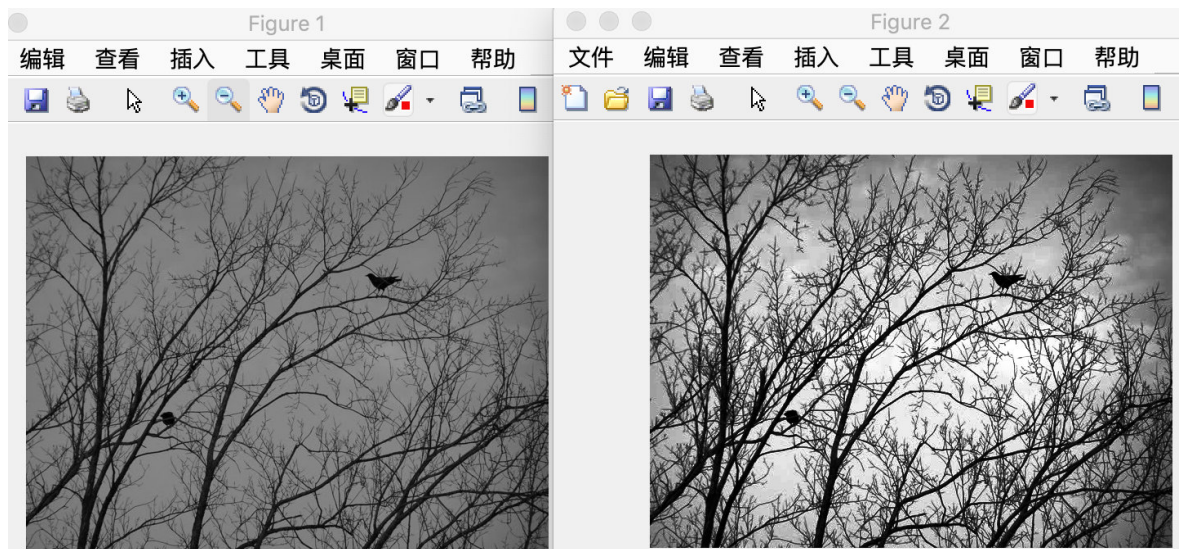 Figure 1
编辑 查看 插入 工具 桌面 窗口 帮助
Figure 2
文件 编辑 查看 插入 工具 桌面 窗口 帮助